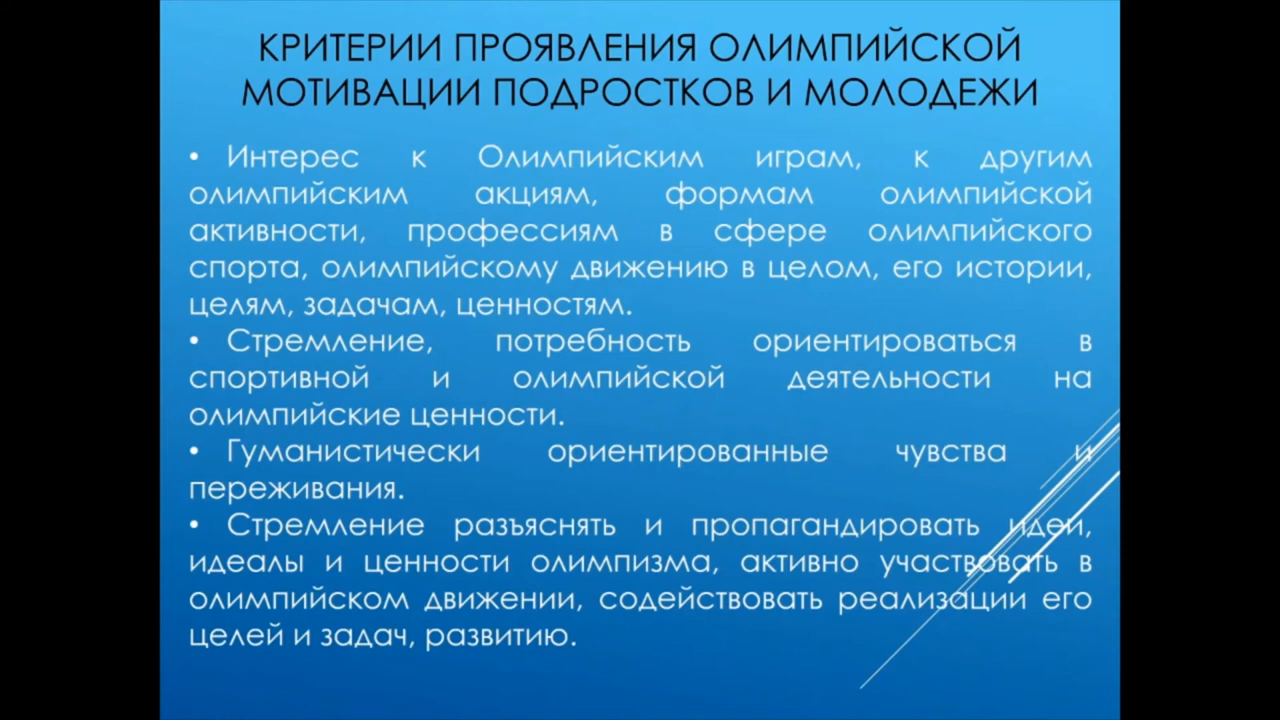 КРИТЕРИИ ПРОЯВЛЕНИЯ ОЛИМПИЙСКОЙ
МОТИВАЦИИ ПОДРОСТКОВ И МОЛОДЕЖИ
• Интерес к Олимпийским играм, к другим
олимпийским акциям, формам олимпийской
активности, профессиям в сфере олимпийского
спорта, олимпийскому движению в целом, его истории,
целям, задачам, ценностям.
• Стремление, потребность ориентироваться в
спортивной и олимпийской деятельности на
олимпийские ценности.
• Гуманистически ориентированные чувства и
переживания.
• Стремление разъяснять и пропагандировать идеи,
идеалы и ценности олимпизма, активно участвовать в
олимпийском движении, содействовать реализации его
целей и задач, развитию.